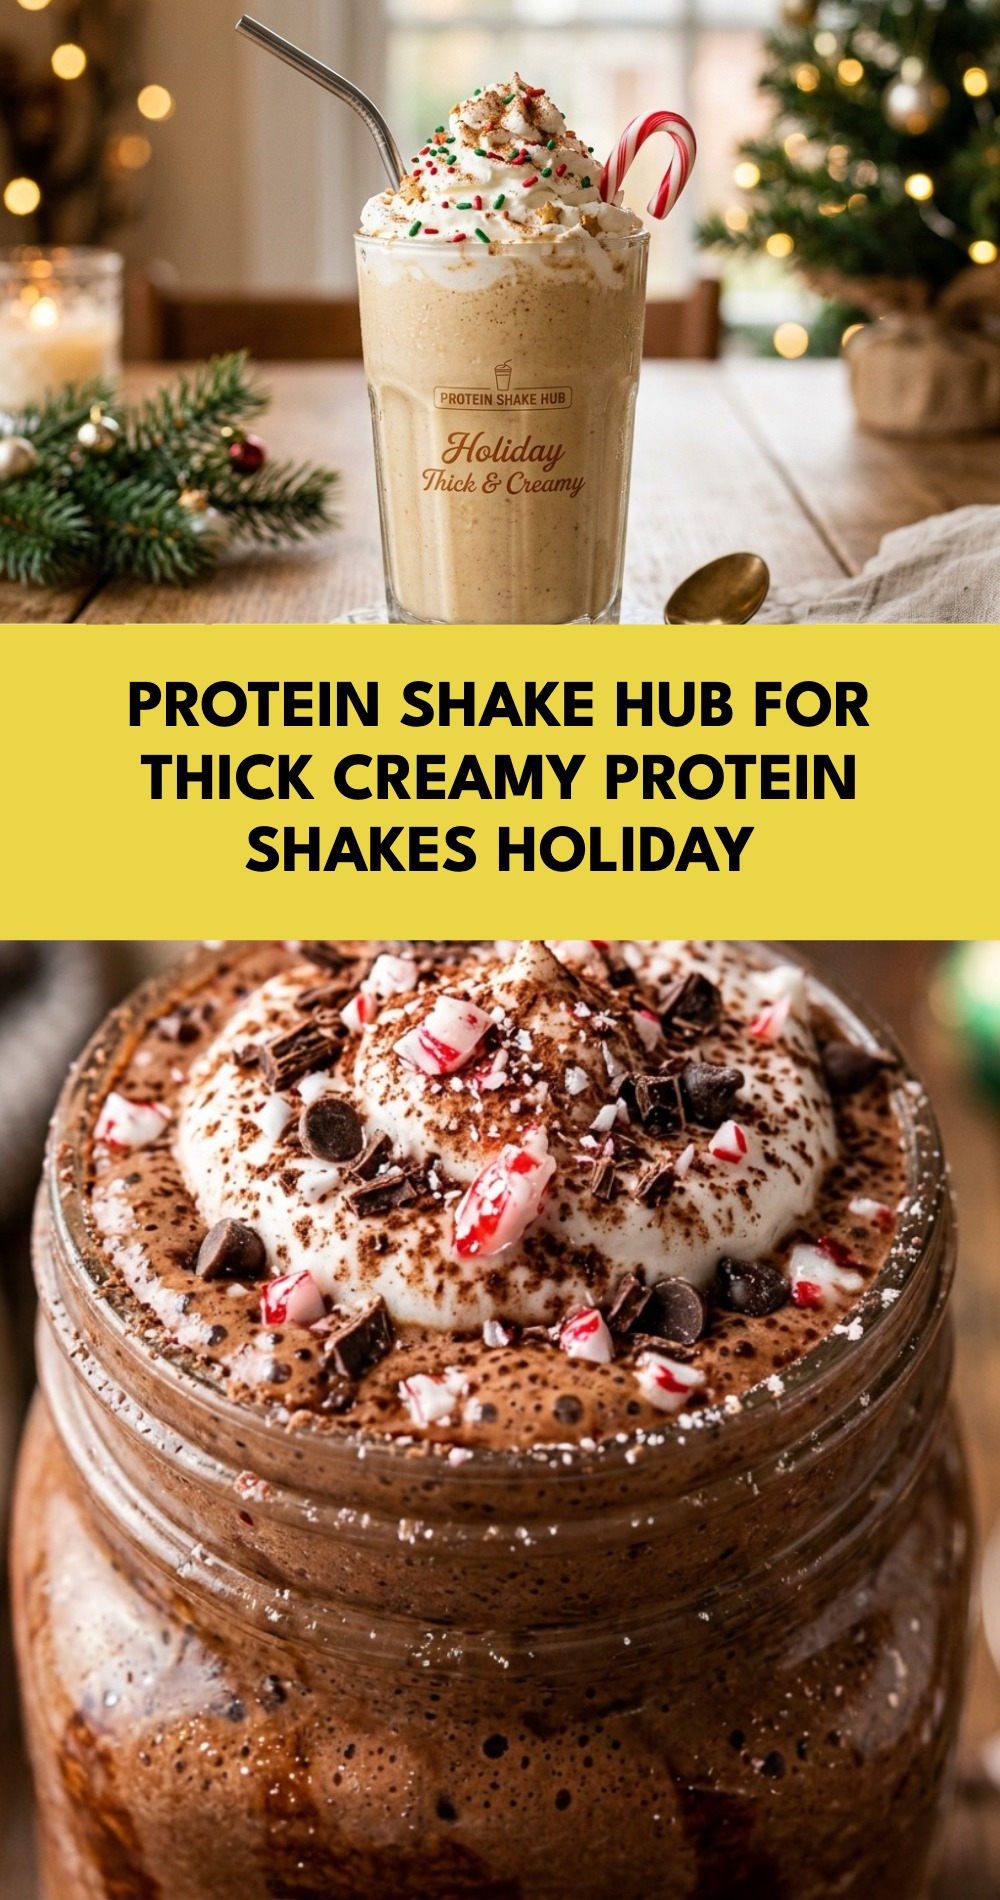 PROTEIN SHAKE HUB
Holiday
Thick & Creamy
PROTEIN SHAKE HUB FOR
THICK CREAMY PROTEIN
SHAKES HOLIDAY